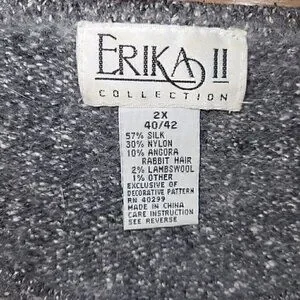 ERIKA II
COLLECTION
2X
40/42
57% SILK
30% NYLON
10% ANGORA
RABBIT HAIR
2% LAMBSWOOL
1% OTHER
EXCLUSIVE OF
DECORATIVE PATTERN
RN 40299
MADE IN CHINA
CARE INSTRUCTION
SEE REVERSE